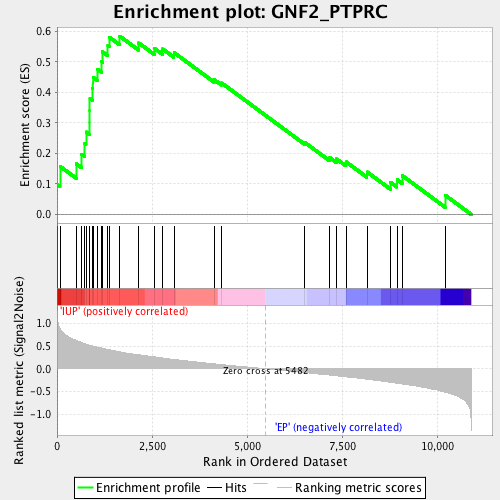 Enrichment plot: GNF2_PTPRC
Enrichment score (ES)
0.6
0.5
0.4
0.3
0.2
0.1
0.0
Ranked list metric (Signal2Noise)
1.0
0.5
0.0
-0.5
-1.0
'IUP' (positively correlated)
Zero cross at 5482
'EP' (negatively correlated)
0
2,500
5,000
7,500
10,000
Rank in Ordered Dataset
Enrichment profile
Hits
Ranking metric scores